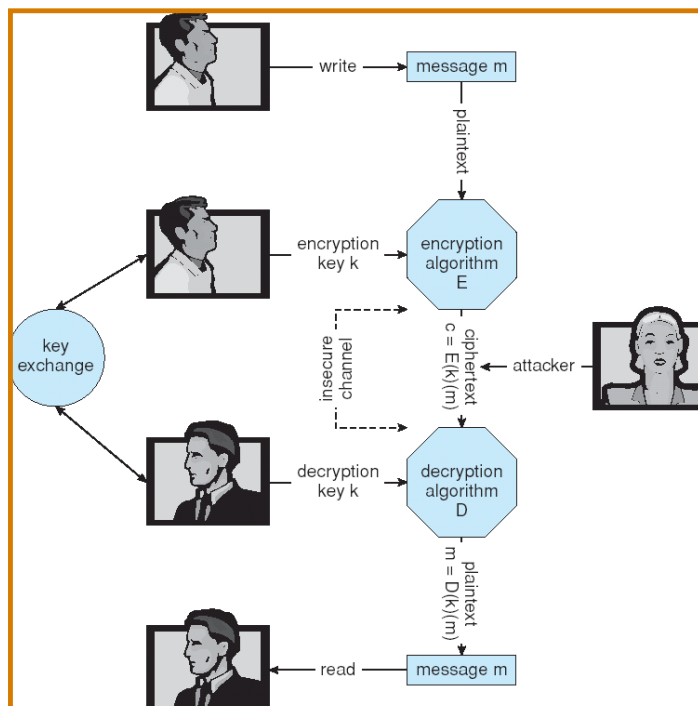 write
message m
plaintext
encryption
key k
encryption
algorithm
E
key
exchange
insecure
channel
ciphertext
c = E(k)(m)
attacker
decryption
key k
decryption
algorithm
D
plaintext
m = D(k)(m)
read
message m